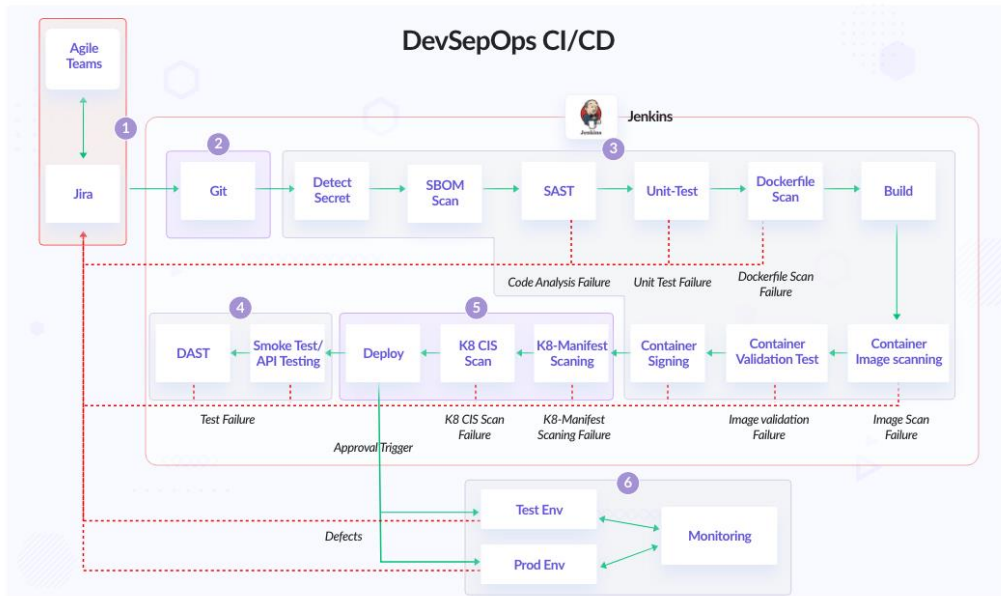 DevSepOps CI/CD
Agile
Teams
1
Jira
Jenkins
Jenkins
2
3
Git
Detect
Secret
SBOM
Scan
SAST
Unit-Test
Dockerfile
Scan
Build
Code Analysis Failure
Unit Test Failure
Dockerfile Scan
Failure
4
5
DAST
Smoke Test/
API Testing
Deploy
K8 CIS
Scan
K8-Manifest
Scaning
Container
Signing
Container
Validation Test
Container
Image scanning
Test Failure
K8 CIS Scan
Failure
K8-Manifest
Scaning Failure
Image validation
Failure
Image Scan
Failure
Approval Trigger
6
Test Env
Defects
Monitoring
Prod Env